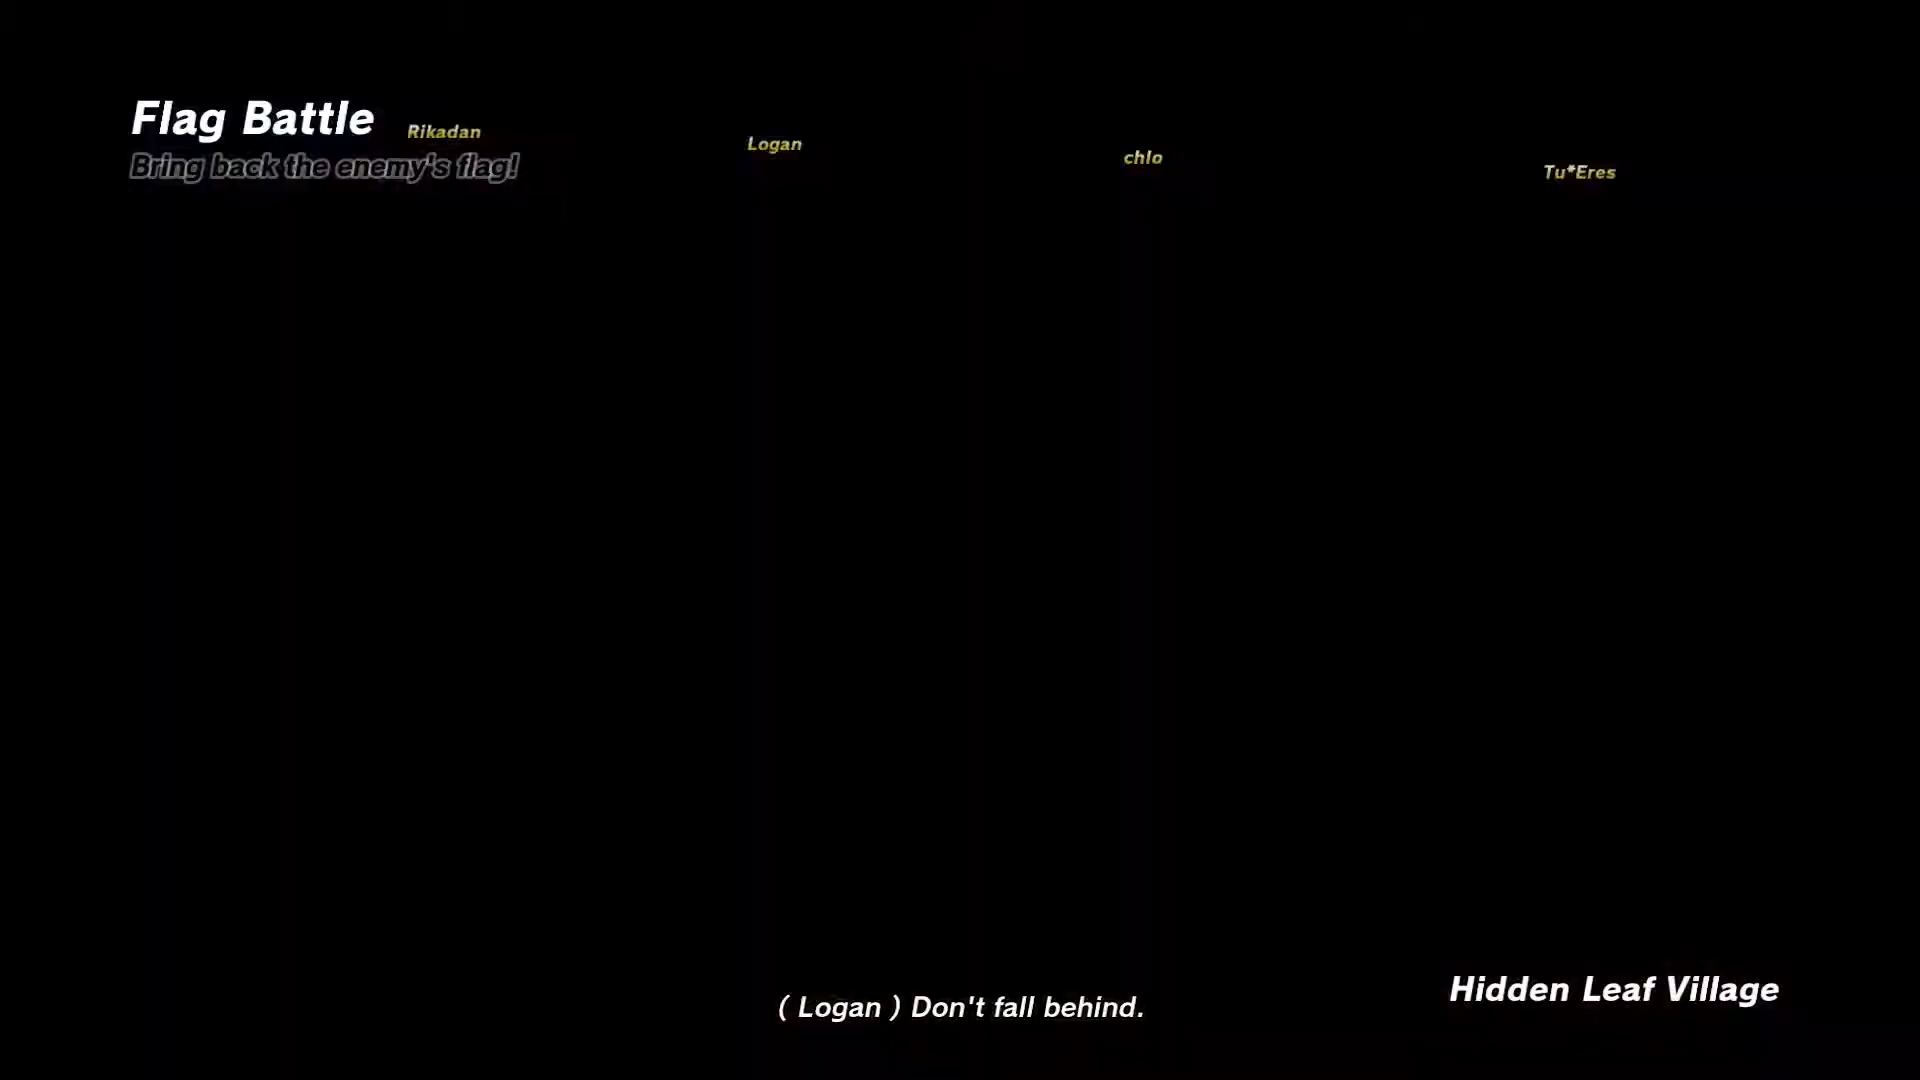 Flag Battle
Rikadan
Logan
chlo
Tu*Eres
Bring back the enemy's flag!
Hidden Leaf Village
( Logan ) Don't fall behind.